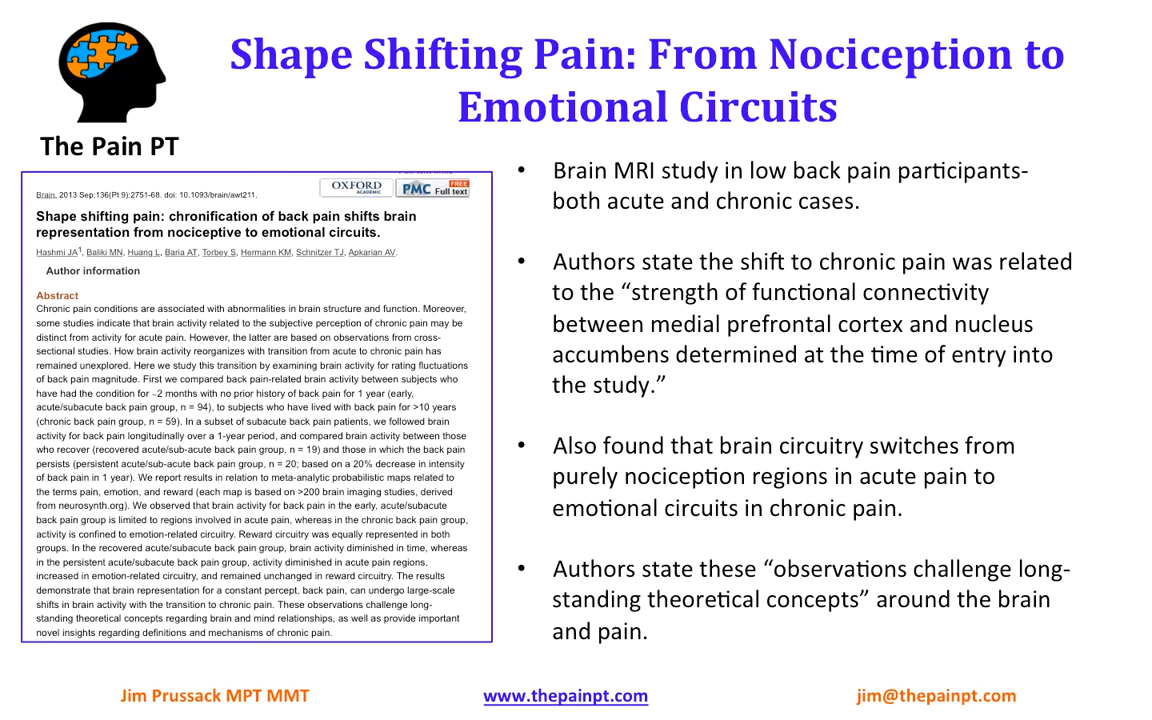 Shape Shifting Pain: From Nociception to
Emotional Circuits
The Pain PT
Brain, 2013 Sep;136(Pt 9):2751-68. doi: 10.1093/brain/awt211.
OXFORD
ACADEMIC
PMC Full text
FREE
Shape shifting pain: chronification of back pain shifts brain
representation from nociceptive to emotional circuits.
Hashmi JA1, Baliki MN, Huang L, Baria AT, Torbey S, Hermann KM, Schnitzer TJ, Apkarian AV.
Author information
Abstract
Chronic pain conditions are associated with abnormalities in brain structure and function. Moreover,
some studies indicate that brain activity related to the subjective perception of chronic pain may be
distinct from activity for acute pain. However, the latter are based on observations from cross-
sectional studies. How brain activity reorganizes with transition from acute to chronic pain has
remained unexplored. Here we study this transition by examining brain activity for rating fluctuations
of back pain magnitude. First we compared back pain-related brain activity between subjects who
have had the condition for ~2 months with no prior history of back pain for 1 year (early,
acute/subacute back pain group, n = 94), to subjects who have lived with back pain for >10 years
(chronic back pain group, n = 59). In a subset of subacute back pain patients, we followed brain
activity for back pain longitudinally over a 1-year period, and compared brain activity between those
who recover (recovered acute/sub-acute back pain group, n = 19) and those in which the back pain
persists (persistent acute/sub-acute back pain group, n = 20; based on a 20% decrease in intensity
of back pain in 1 year). We report results in relation to meta-analytic probabilistic maps related to
the terms pain, emotion, and reward (each map is based on >200 brain imaging studies, derived
from neurosynth.org). We observed that brain activity for back pain in the early, acute/subacute
back pain group is limited to regions involved in acute pain, whereas in the chronic back pain group,
activity is confined to emotion-related circuitry. Reward circuitry was equally represented in both
groups. In the recovered acute/subacute back pain group, brain activity diminished in time, whereas
in the persistent acute/subacute back pain group, activity diminished in acute pain regions,
increased in emotion-related circuitry, and remained unchanged in reward circuitry. The results
demonstrate that brain representation for a constant percept, back pain, can undergo large-scale
shifts in brain activity with the transition to chronic pain. These observations challenge long-
standing theoretical concepts regarding brain and mind relationships, as well as provide important
novel insights regarding definitions and mechanisms of chronic pain.
• Brain MRI study in low back pain participants-
both acute and chronic cases.
• Authors state the shift to chronic pain was related
to the “strength of functional connectivity
between medial prefrontal cortex and nucleus
accumbens determined at the time of entry into
the study.”
• Also found that brain circuitry switches from
purely nociception regions in acute pain to
emotional circuits in chronic pain.
• Authors state these “observations challenge long-
standing theoretical concepts” around the brain
and pain.
Jim Prussack MPT MMT
www.thepainpt.com
jim@thepainpt.com